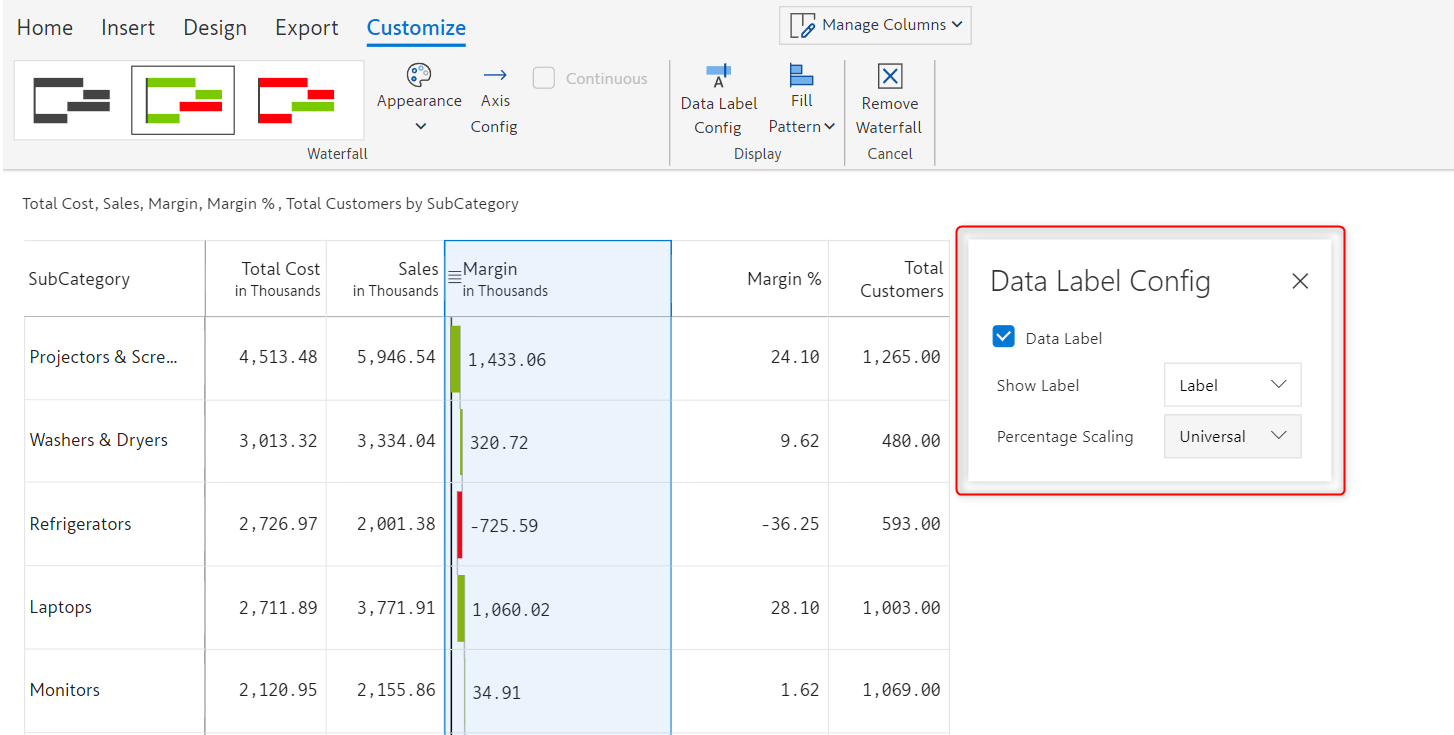 Home Insert Design Export Customize
Manage Columns
Appearance
Axis
Config
Continuous
Waterfall
Data Label
Config
Fill
Pattern
Display
Remove
Waterfall
Cancel
Total Cost, Sales, Margin, Margin % , Total Customers by SubCategory
SubCategory
Total Cost
in Thousands
Sales
in Thousands
Margin
in Thousands
Margin %
Total
Customers
Projectors & Scre... 4,513.48 5,946.54 1,433.06 24.10 1,265.00
Washers & Dryers 3,013.32 3,334.04 320.72 9.62 480.00
Refrigerators 2,726.97 2,001.38 -725.59 -36.25 593.00
Laptops 2,711.89 3,771.91 1,060.02 28.10 1,003.00
Monitors 2,120.95 2,155.86 34.91 1.62 1,069.00
Data Label Config
Data Label
Show Label Label
Percentage Scaling Universal